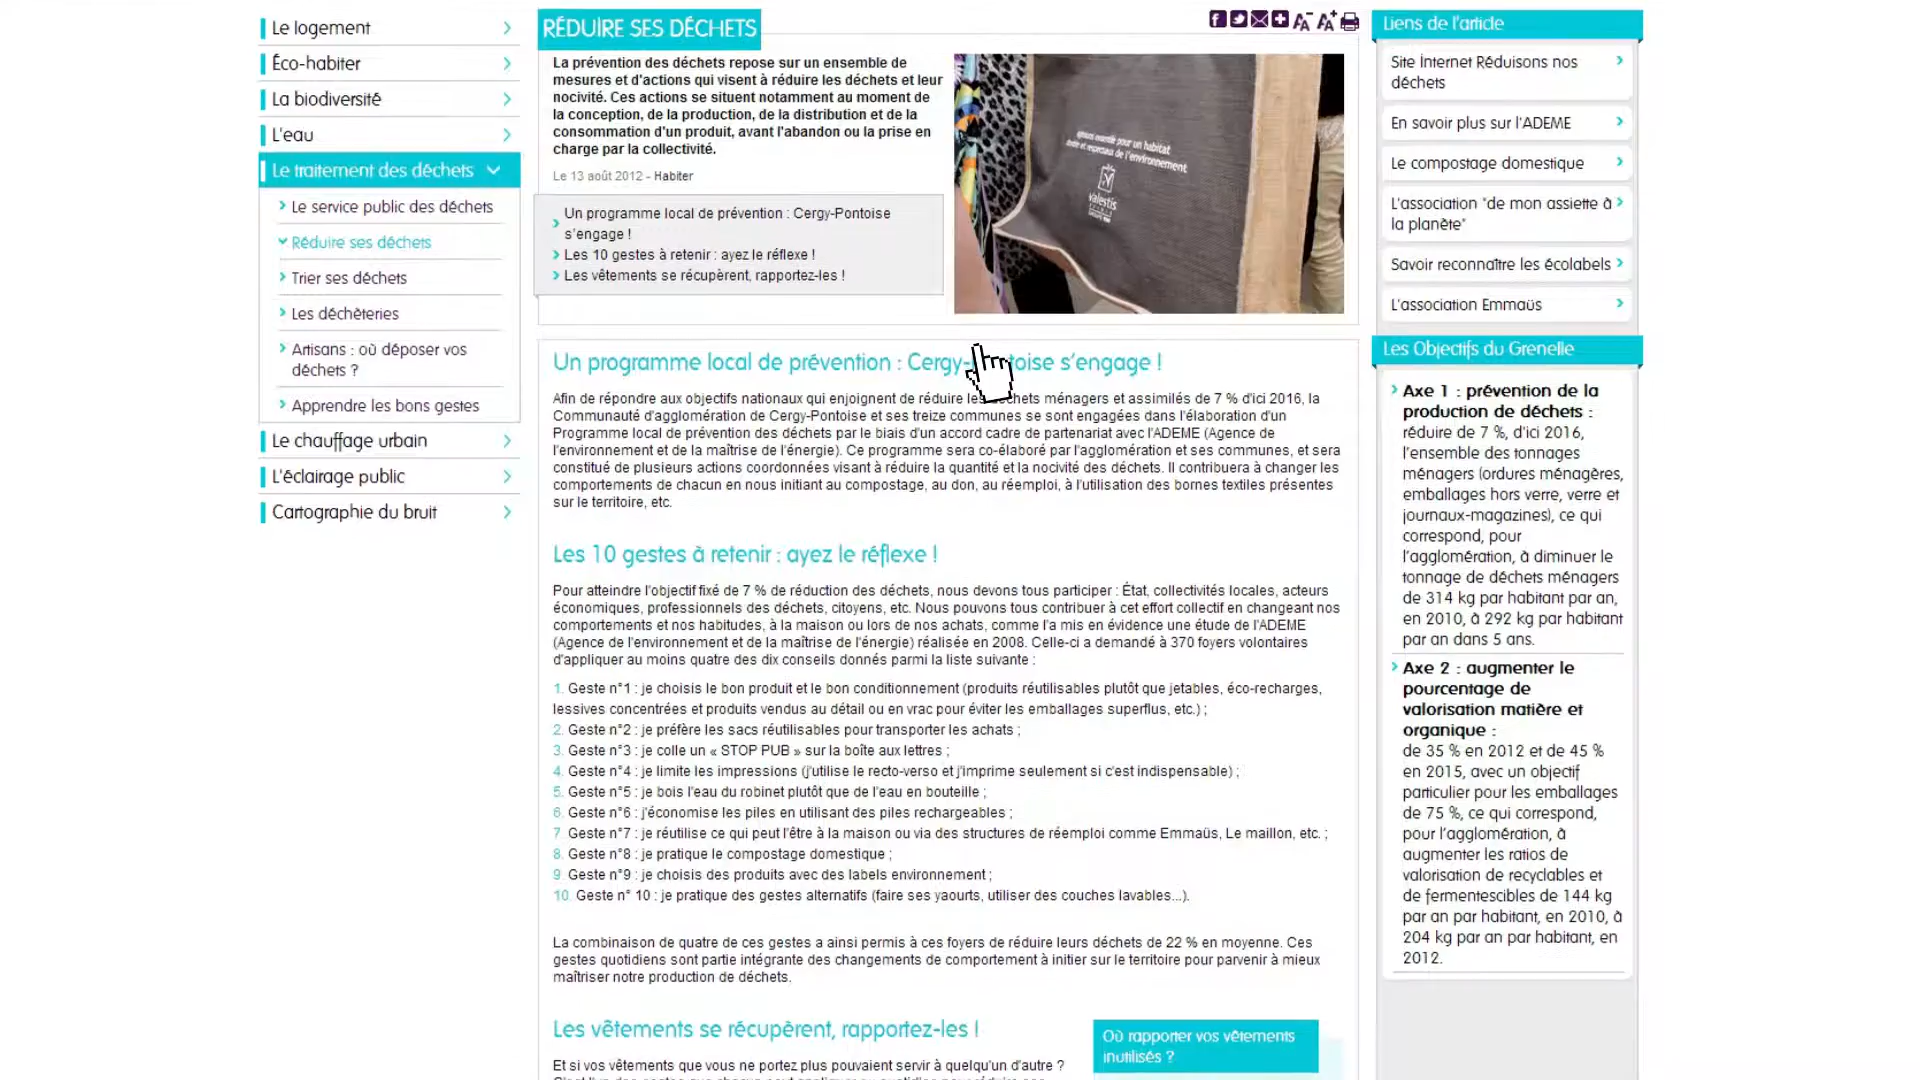 Le logement
Éco-habiter
La biodiversité
L'eau
Le traitement des déchets
Le service public des déchets
Réduire ses déchets
Trier ses déchets
Les déchèteries
Artisans : où déposer vos
déchets ?
Apprendre les bons gestes
Le chauffage urbain
L'éclairage public
Cartographie du bruit
RÉDUIRE SES DÉCHETS
La prévention des déchets repose sur un ensemble de
mesures et d'actions qui visent à réduire les déchets et leur
nocivité. Ces actions se situent notamment au moment de
la conception, de la production, de la distribution et de la
consommation d'un produit, avant l'abandon ou la prise en
charge par la collectivité.
Le 13 août 2012 - Habiter
Un programme local de prévention : Cergy-Pontoise
s'engage !
Les 10 gestes à retenir : ayez le réflexe !
Les vêtements se récupèrent, rapportez-les !
agissons ensemble pour un habitat
durable et respectueux de l'environnement
valestis
Un programme local de prévention : Cergy-Pontoise s'engage !
Afin de répondre aux objectifs nationaux qui enjoignent de réduire les déchets ménagers et assimilés de 7 % d'ici 2016, la
Communauté d'agglomération de Cergy-Pontoise et ses treize communes se sont engagées dans l'élaboration d'un
Programme local de prévention des déchets par le biais d'un accord cadre de partenariat avec l'ADEME (Agence de
l'environnement et de la maîtrise de l'énergie). Ce programme sera co-élaboré par l'agglomération et ses communes, et sera
constitué de plusieurs actions coordonnées visant à réduire la quantité et la nocivité des déchets. Il contribuera à changer les
comportements de chacun en nous initiant au compostage, au don, au réemploi, à l'utilisation des bornes textiles présentes
sur le territoire, etc.
Les 10 gestes à retenir : ayez le réflexe !
Pour atteindre l'objectif fixé de 7 % de réduction des déchets, nous devons tous participer : État, collectivités locales, acteurs
économiques, professionnels des déchets, citoyens, etc. Nous pouvons tous contribuer à cet effort collectif en changeant nos
comportements et nos habitudes, à la maison ou lors de nos achats, comme l'a mis en évidence une étude de l'ADEME
(Agence de l'environnement et de la maîtrise de l'énergie) réalisée en 2008. Celle-ci a demandé à 370 foyers volontaires
d'appliquer au moins quatre des dix conseils donnés parmi la liste suivante :
1. Geste n°1 : je choisis le bon produit et le bon conditionnement (produits réutilisables plutôt que jetables, éco-recharges,
lessives concentrées et produits vendus au détail ou en vrac pour éviter les emballages superflus, etc.) ;
2. Geste n°2 : je préfère les sacs réutilisables pour transporter les achats ;
3. Geste n°3 : je colle un « STOP PUB » sur la boîte aux lettres ;
4. Geste n°4 : je limite les impressions (j'utilise le recto-verso et j'imprime seulement si c'est indispensable) ;
5. Geste n°5 : je bois l'eau du robinet plutôt que de l'eau en bouteille ;
6. Geste n°6 : j'économise les piles en utilisant des piles rechargeables ;
7. Geste n°7 : je réutilise ce qui peut l'être à la maison ou via des structures de réemploi comme Emmaüs, Le maillon, etc. ;
8. Geste n°8 : je pratique le compostage domestique ;
9. Geste n°9 : je choisis des produits avec des labels environnement ;
10. Geste n° 10 : je pratique des gestes alternatifs (faire ses yaourts, utiliser des couches lavables...).
La combinaison de quatre de ces gestes a ainsi permis à ces foyers de réduire leurs déchets de 22 % en moyenne. Ces
gestes quotidiens sont partie intégrante des changements de comportement à initier sur le territoire pour parvenir à mieux
maîtriser notre production de déchets.
Les vêtements se récupèrent, rapportez-les !
Et si vos vêtements que vous ne portez plus pouvaient servir à quelqu'un d'autre ?
Où rapporter vos vêtements
inutilisés ?
Liens de l'article
Site Internet Réduisons nos
déchets
En savoir plus sur l'ADEME
Le compostage domestique
L'association "de mon assiette à
la planète"
Savoir reconnaître les écolabels
L'association Emmaüs
Les Objectifs du Grenelle
Axe 1 : prévention de la
production de déchets :
réduire de 7 %, d'ici 2016,
l'ensemble des tonnages
ménagers (ordures ménagères,
emballages hors verre, verre et
journaux-magazines), ce qui
correspond, pour
l'agglomération, à diminuer le
tonnage de déchets ménagers
de 314 kg par habitant par an,
en 2010, à 292 kg par habitant
par an dans 5 ans.
Axe 2 : augmenter le
pourcentage de
valorisation matière et
organique :
de 35 % en 2012 et de 45 %
en 2015, avec un objectif
particulier pour les emballages
de 75 %, ce qui correspond,
pour l'agglomération, à
augmenter les ratios de
valorisation de recyclables et
de fermentescibles de 144 kg
par an par habitant, en 2010, à
204 kg par an par habitant, en
2012.